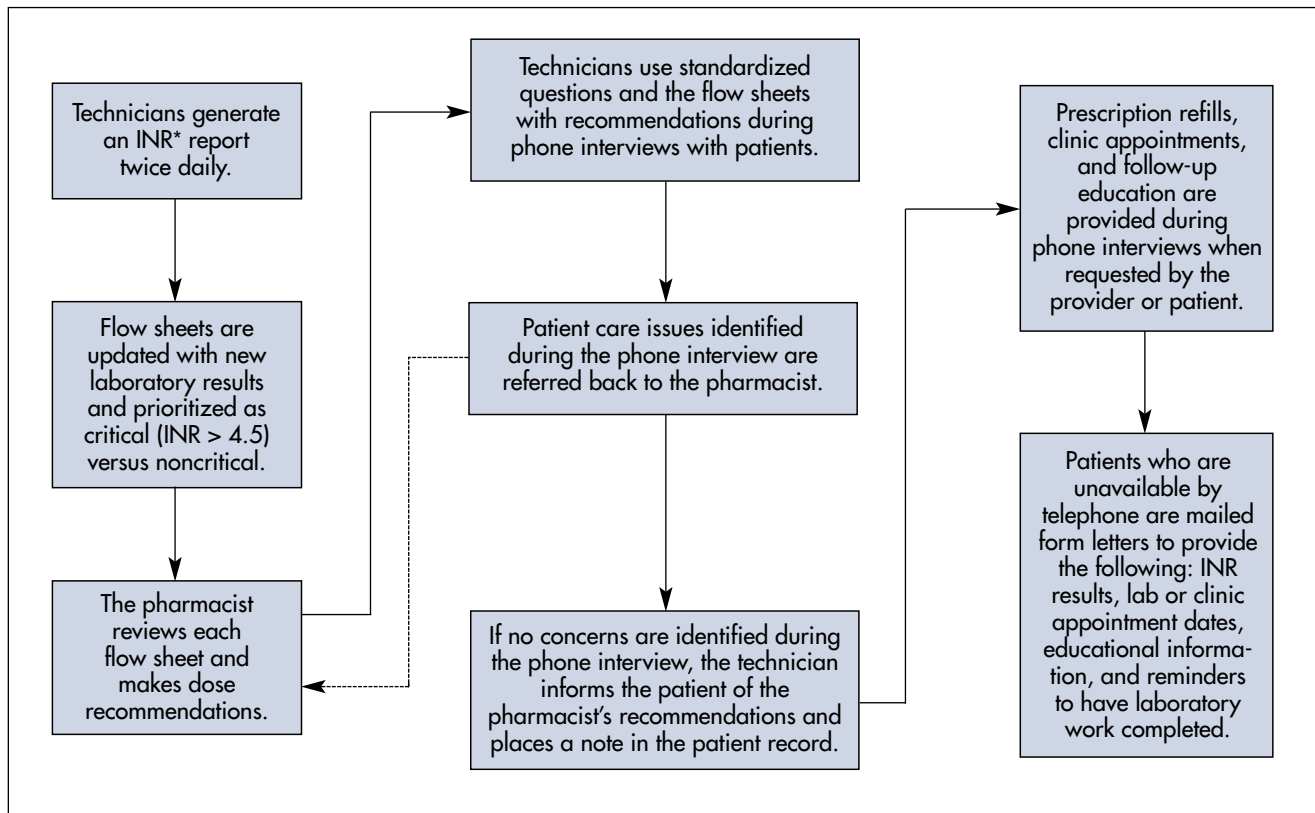 Technicians generate
an INR* report
twice daily.
Flow sheets are
updated with new
laboratory results
and prioritized as
critical (INR > 4.5)
versus noncritical.
The pharmacist
reviews each
flow sheet and
makes dose
recommendations.
Technicians use standardized
questions and the flow sheets
with recommendations during
phone interviews with patients.
Patient care issues identified
during the phone interview are
referred back to the pharmacist.
If no concerns are identified during
the phone interview, the technician
informs the patient of the
pharmacist’s recommendations and
places a note in the patient record.
Prescription refills,
clinic appointments,
and follow-up
education are
provided during
phone interviews when
requested by the
provider or patient.
Patients who are
unavailable by
telephone are mailed
form letters to provide
the following: INR
results, lab or clinic
appointment dates,
educational informa-
tion, and reminders
to have laboratory
work completed.